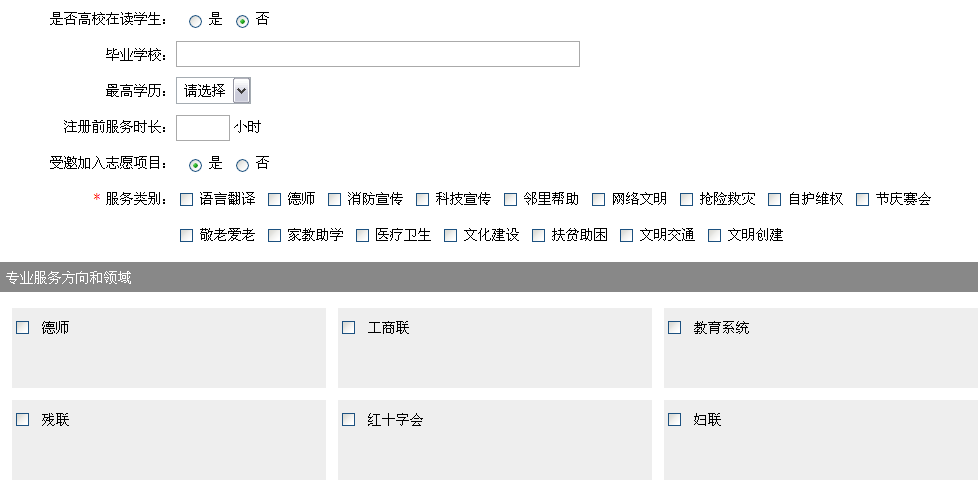 是否高校在读学生： 是 否
毕业学校：
最高学历： 请选择
注册前服务时长： 小时
受邀加入志愿项目： 是 否
* 服务类别： 语言翻译 德师 消防宣传 科技宣传 邻里帮助 网络文明 抢险救灾 自护维权 节庆赛会
敬老爱老 家教助学 医疗卫生 文化建设 扶贫助困 文明交通 文明创建
专业服务方向和领域
德师 工商联 教育系统
残联 红十字会 妇联